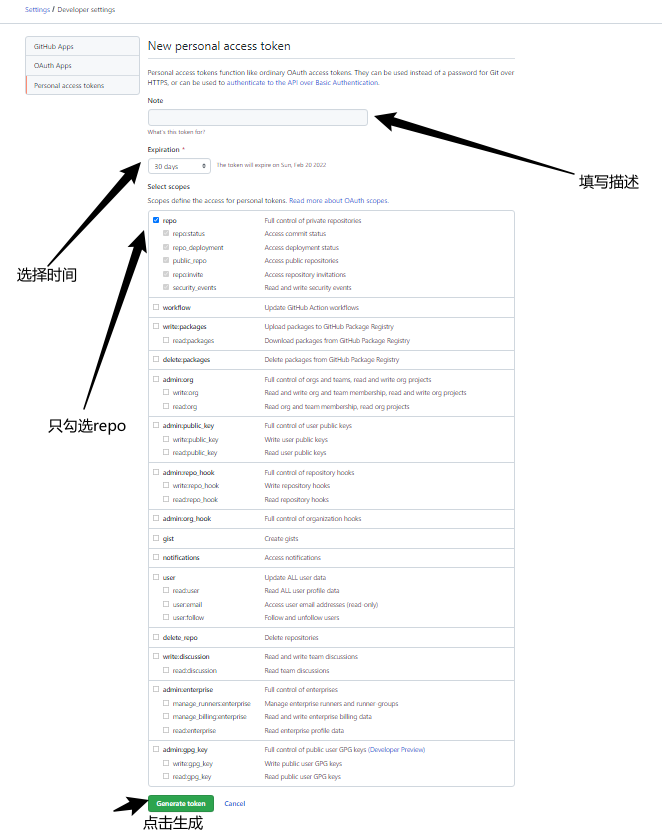 Settings / Developer settings
GitHub Apps
OAuth Apps
Personal access tokens
New personal access token
Personal access tokens function like ordinary OAuth access tokens. They can be used instead of a password for Git over
HTTPS, or can be used to authenticate to the API over Basic Authentication.
Note
What's this token for?
填写描述
Expiration *
30 days The token will expire on Sun, Feb 20 2022
选择时间
Select scopes
Scopes define the access for personal tokens. Read more about OAuth scopes.
repo Full control of private repositories
repo:status Access commit status
repo_deployment Access deployment status
public_repo Access public repositories
repo:invite Access repository invitations
security_events Read and write security events
只勾选repo
workflow Update GitHub Action workflows
write:packages Upload packages to GitHub Package Registry
read:packages Download packages from GitHub Package Registry
delete:packages Delete packages from GitHub Package Registry
admin:org Full control of orgs and teams, read and write org projects
write:org Read and write org and team membership, read and write org projects
read:org Read org and team membership, read org projects
admin:public_key Full control of user public keys
write:public_key Write user public keys
read:public_key Read user public keys
admin:repo_hook Full control of repository hooks
write:repo_hook Write repository hooks
read:repo_hook Read repository hooks
admin:org_hook Full control of organization hooks
gist Create gists
notifications Access notifications
user Update ALL user data
read:user Read ALL user profile data
user:email Access user email addresses (read-only)
user:follow Follow and unfollow users
delete_repo Delete repositories
write:discussion Read and write team discussions
read:discussion Read team discussions
admin:enterprise Full control of enterprises
manage_runners:enterprise Manage enterprise runners and runner-groups
manage_billing:enterprise Read and write enterprise billing data
read:enterprise Read enterprise profile data
admin:gpg_key Full control of public user GPG keys (Developer Preview)
write:gpg_key Write public user GPG keys
read:gpg_key Read public user GPG keys
Generate token Cancel
点击生成